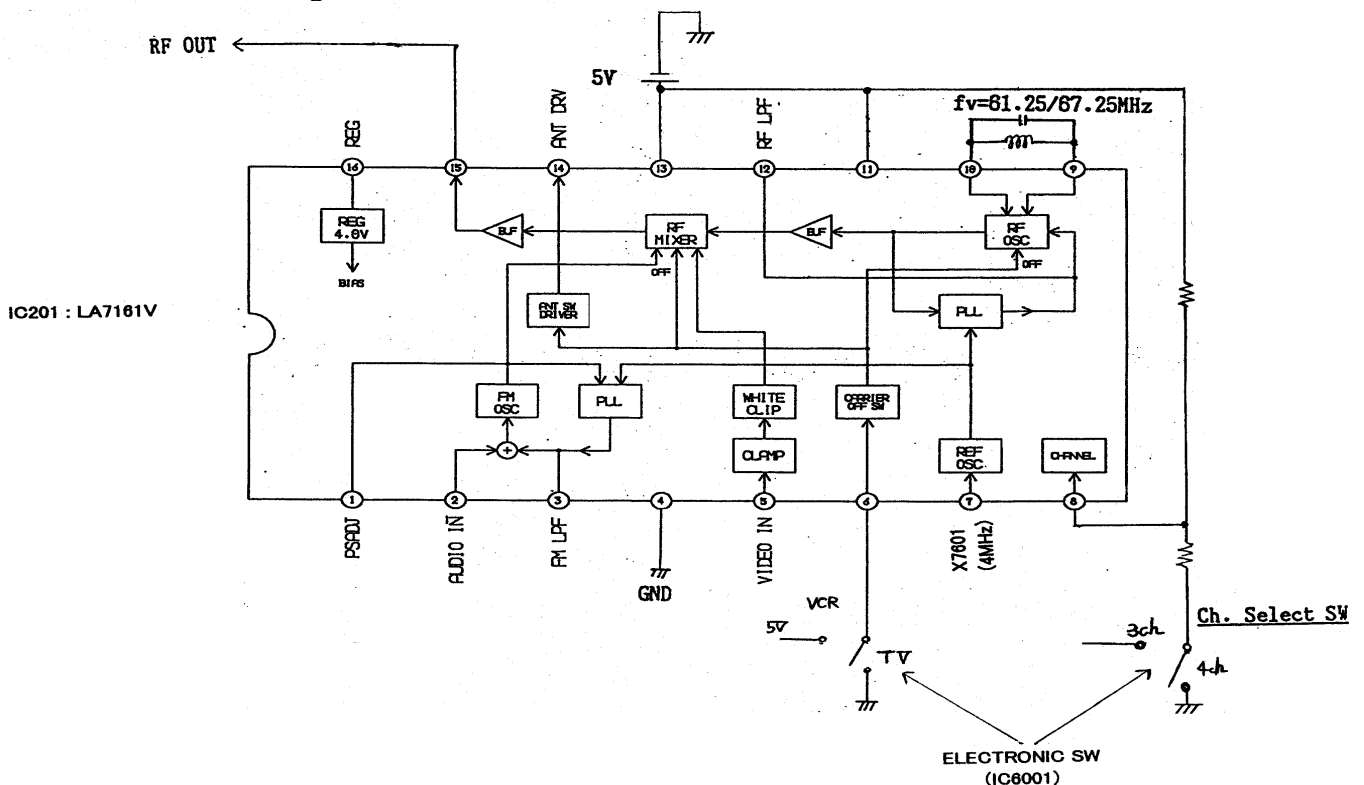 RF OUT
5V
fv=61.25/67.25MHz
REG
ANT DRV
RF LPF
16
15
14
13
12
11
10
9
REG
4.8V
BIAS
BUF
RF
MIXER
OFF
BUF
RF
OSC
OFF
IC201 : LA7161V
ANT SW
DRIVER
PLL
FM
OSC
PLL
WHITE
CLIP
CARRIER
OFF SW
+
CLAMP
REF
OSC
CHANNEL
1
2
3
4
5
6
7
8
PSADJ
AUDIO IN
FM LPF
GND
VIDEO IN
X7601
(4MHz)
VCR
5V
TV
Ch. Select SW
3ch
4ch
ELECTRONIC SW
(IC6001)